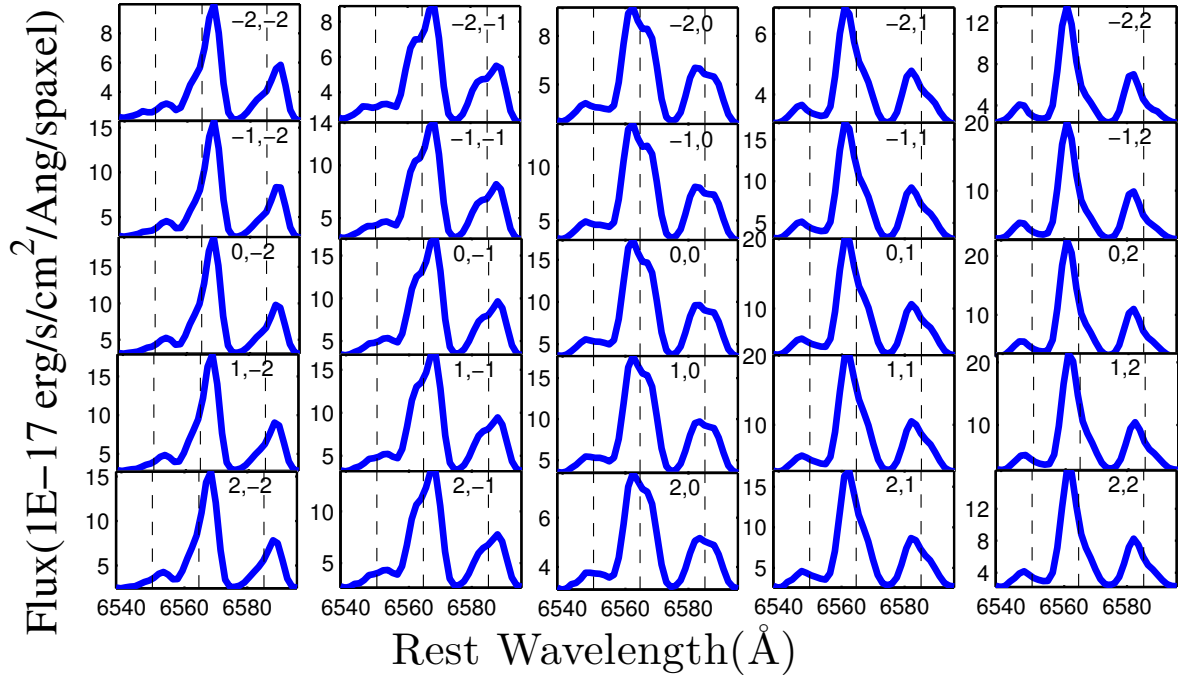 Flux(1E−17 erg/s/cm²/Ang/spaxel)
8 6 4 −2,−2
8 6 4 2 −2,−1
5 −2,0
6 4 −2,1
12 8 4 −2,2
15 10 5 −1,−2
14 10 5 −1,−1
10 5 −1,0
15 10 5 −1,1
20 10 −1,2
15 10 5 0,−2
15 10 5 0,−1
15 10 5 0,0
20 10 0,1
20 10 0,2
15 10 5 1,−2
15 10 5 1,−1
15 10 5 1,0
20 10 1,1
20 10 1,2
15 10 5 2,−2
10 5 2,−1
6 4 2,0
15 10 5 2,1
12 8 4 2,2
6540 6560 6580
6540 6560 6580
6540 6560 6580
6540 6560 6580
6540 6560 6580
Rest Wavelength(Å)